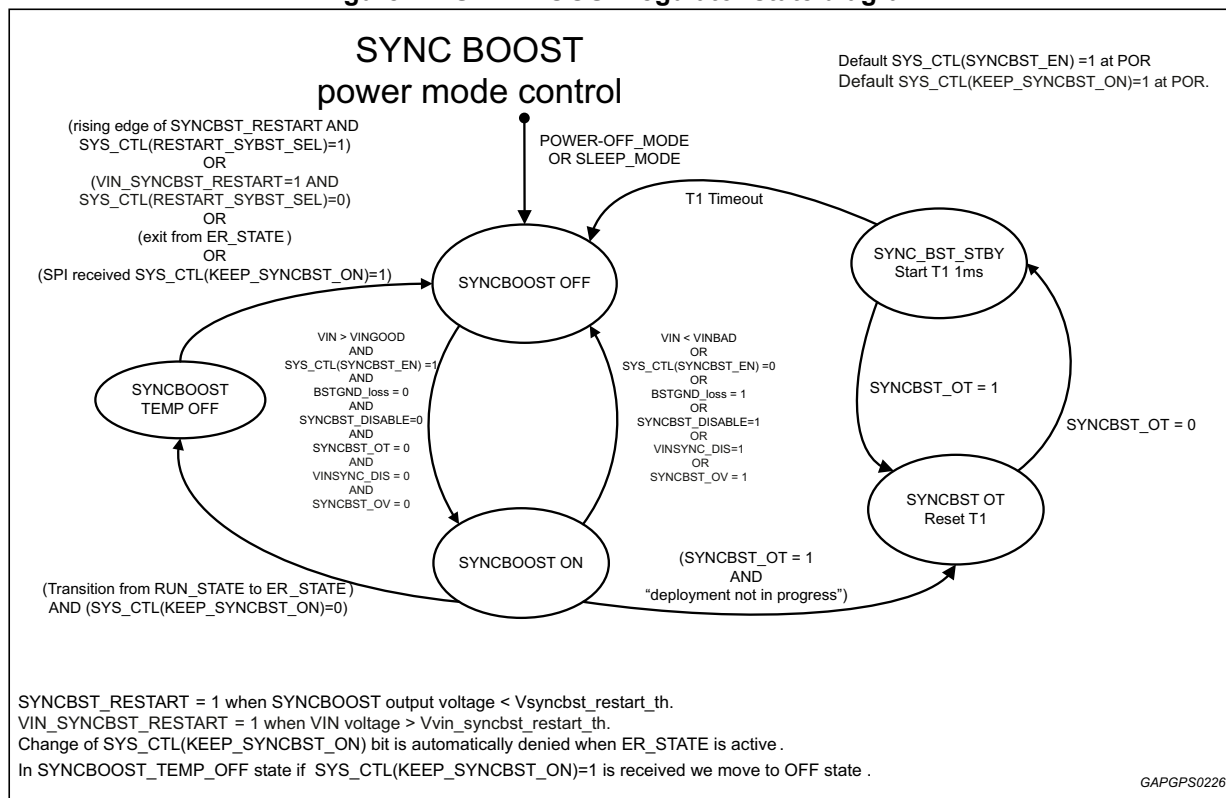 SYNC BOOST
power mode control
Default SYS_CTL(SYNCBST_EN) =1 at POR
Default SYS_CTL(KEEP_SYNCBST_ON)=1 at POR.
(rising edge of SYNCBST_RESTART AND
SYS_CTL(RESTART_SYBST_SEL)=1)
OR
(VIN_SYNCBST_RESTART=1 AND
SYS_CTL(RESTART_SYBST_SEL)=0)
OR
(exit from ER_STATE)
OR
(SPI received SYS_CTL(KEEP_SYNCBST_ON)=1)
POWER-OFF_MODE
OR SLEEP_MODE
T1 Timeout
SYNC_BST_STBY
Start T1 1ms
SYNCBOOST OFF
VIN > VINGOOD
AND
SYS_CTL(SYNCBST_EN) =1
AND
BSTGND_loss = 0
AND
SYNCBST_DISABLE=0
AND
SYNCBST_OT = 0
AND
VINSYNC_DIS = 0
AND
SYNCBST_OV = 0
VIN < VINBAD
OR
SYS_CTL(SYNCBST_EN) =0
OR
BSTGND_loss = 1
OR
SYNCBST_DISABLE=1
OR
VINSYNC_DIS=1
OR
SYNCBST_OV = 1
SYNCBOOST
TEMP OFF
SYNCBST_OT = 1
SYNCBST_OT = 0
SYNCBST OT
Reset T1
SYNCBOOST ON
(Transition from RUN_STATE to ER_STATE)
AND (SYS_CTL(KEEP_SYNCBST_ON)=0)
(SYNCBST_OT = 1
AND
“deployment not in progress”)
SYNCBST_RESTART = 1 when SYNCBOOST output voltage < Vsyncbst_restart_th.
VIN_SYNCBST_RESTART = 1 when VIN voltage > Vvin_syncbst_restart_th.
Change of SYS_CTL(KEEP_SYNCBST_ON) bit is automatically denied when ER_STATE is active .
In SYNCBOOST_TEMP_OFF state if SYS_CTL(KEEP_SYNCBST_ON)=1 is received we move to OFF state .
GAPGPS0226